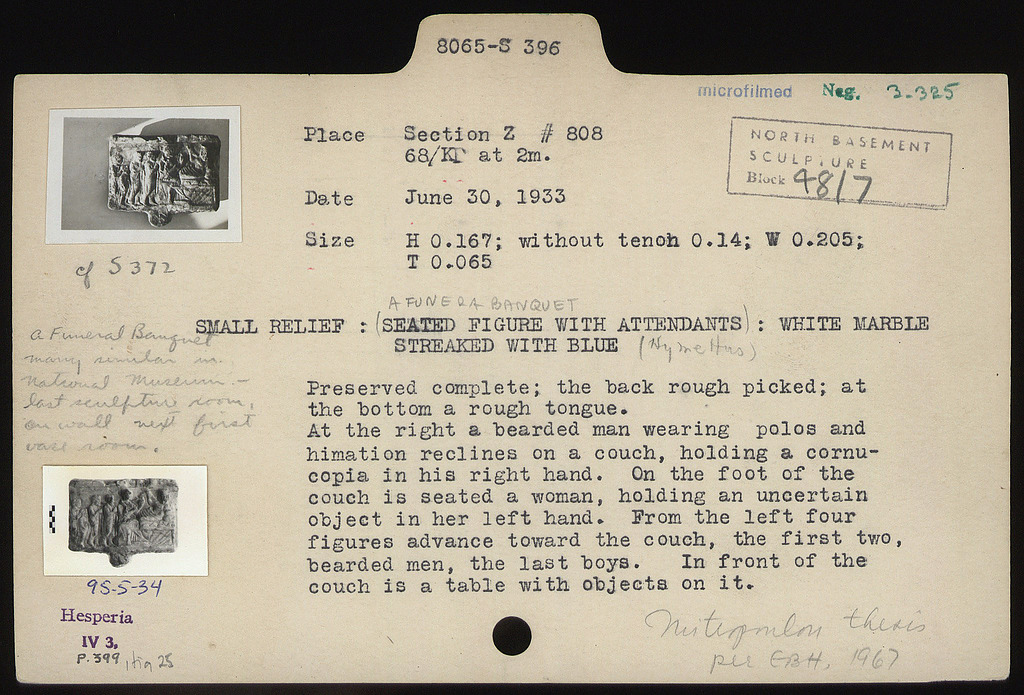 8065-S 396
microfilmed Neg. 3-325
NORTH BASEMENT
SCULPTURE
Block 48/7
Place Section Z # 808
68/ at 2m.
Date June 30, 1933
Size H 0.167; without tenon 0.14; W 0.205;
T 0.065
cf S 372
A FUNERA BANQUET
SMALL RELIEF : (SEATED FIGURE WITH ATTENDANTS) : WHITE MARBLE
STREAKED WITH BLUE (Hymettus)
a Funeral Banquet
many similar in
National Museum. -
last sculpture room,
on wall next first
vase room.
Preserved complete; the back rough picked; at
the bottom a rough tongue.
At the right a bearded man wearing polos and
himation reclines on a couch, holding a cornu-
copia in his right hand. On the foot of the
couch is seated a woman, holding an uncertain
object in her left hand. From the left four
figures advance toward the couch, the first two,
bearded men, the last boys. In front of the
couch is a table with objects on it.
95-5-34
Hesperia
IV 3,
P.399, fig 25
thesis
per EBH, 1967